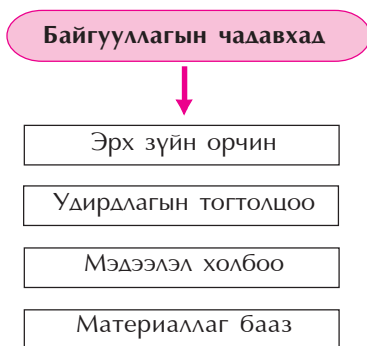 Байгууллагын чадавхад
Эрх зүйн орчин
Удирдлагын тогтолцоо
Мэдээлэл холбоо
Материаллаг бааз